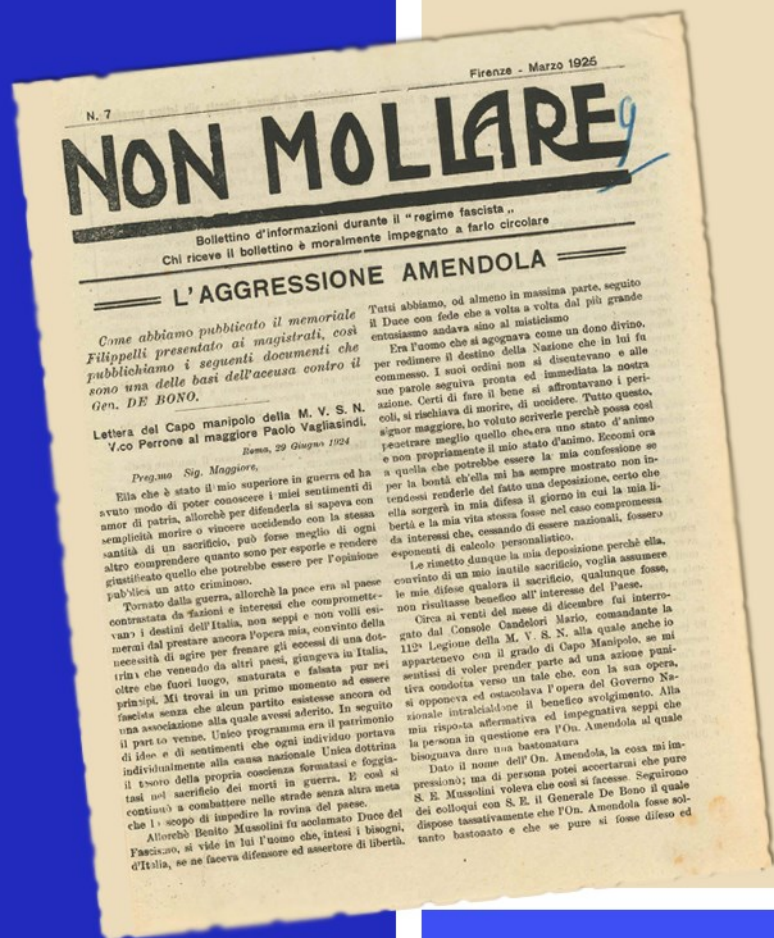 N. 7
Firenze - Marzo 1925
NON MOLLARE
9
Bollettino d'informazioni durante il "regime fascista„
Chi riceve il bollettino è moralmente impegnato a farlo circolare
L'AGGRESSIONE AMENDOLA
Come abbiamo pubblicato il memoriale
Filippelli presentato ai magistrati, così
pubblichiamo i seguenti documenti che
sono una delle basi dell'accusa contro il
Gen. DE BONO.
Lettera del Capo manipolo della M. V. S. N.
V.co Perrone al maggiore Paolo Vagliasindi.
Roma, 29 Giugno 1924
Preg.mo Sig. Maggiore,
Ella che è stato il mio superiore in guerra ed ha
avuto modo di poter conoscere i miei sentimenti di
amor di patria, allorchè per difenderla si sapeva con
semplicità morire o vincere uccidendo con la stessa
santità di un sacrificio, può forse meglio di ogni
altro comprendere quanto sono per esporle e rendere
giustificato quello che potrebbe essere per l'opinione
pubblica un atto criminoso.
Tornato dalla guerra, allorchè la pace era al paese
contrastata da fazioni e interessi che compromette-
vano i destini dell'Italia, non seppi e non volli esi-
mermi dal prestare ancora l'opera mia, convinto della
necessità di agire per frenare gli eccessi di una dot-
trina che venendo da altri paesi, giungeva in Italia,
oltre che fuori luogo, snaturata e falsata pur nei
principi. Mi trovai in un primo momento ad essere
fascista senza che alcun partito esistesse ancora od
una associazione alla quale avessi aderito. In seguito
il partito venne. Unico programma era il patrimonio
di idee e di sentimenti che ogni individuo portava
individualmente alla causa nazionale Unica dottrina
il tesoro della propria coscienza formatasi e foggia-
tasi nel sacrificio dei morti in guerra. E così si
continuò a combattere nelle strade senza altra meta
che lo scopo di impedire la rovina del paese.
Allorchè Benito Mussolini fu acclamato Duce del
Fascismo, si vide in lui l'uomo che, intesi i bisogni,
d'Italia, se ne faceva difensore ed assertore di libertà.
Tutti abbiamo, od almeno in massima parte, seguito
il Duce con fede che a volta a volta dal più grande
entusiasmo andava sino al misticismo
Era l'uomo che si agognava come un dono divino,
per redimere il destino della Nazione che in lui fu
commesso. I suoi ordini non si discutevano e alle
sue parole seguiva pronta ed immediata la nostra
azione. Certi di fare il bene si affrontavano i peri-
coli, si rischiava di morire, di uccidere. Tutto questo,
signor maggiore, ho voluto scriverle perchè possa così
penetrare meglio quello che era uno stato d'animo
e non propriamente il mio stato d'animo. Eccomi ora
a quella che potrebbe essere la mia confessione se
per la bontà ch'ella mi ha sempre mostrato non in-
tendessi renderle del fatto una deposizione, certo che
ella sorgerà in mia difesa il giorno in cui la mia li-
bertà e la mia vita stessa fosse nel caso compromessa
da interessi che, cessando di essere nazionali, fossero
esponenti di calcolo personalistico.
Le rimetto dunque la mia deposizione perchè ella,
convinto di un mio inutile sacrificio, voglia assumere
le mie difese qualora il sacrificio, qualunque fosse,
non risultasse benefico all'interesse del Paese.
Circa ai venti del mese di dicembre fui interro-
gato dal Console Candelori Mario, comandante la
112ª Legione della M. V. S. N. alla quale anche io
appartenevo con il grado di Capo Manipolo, se mi
sentissi di voler prender parte ad una azione puni-
tiva condotta verso un tale che, con la sua opera,
si opponeva ed ostacolava l'opera del Governo Na-
zionale intralciandone il benefico svolgimento. Alla
mia risposta affermativa ed impegnativa seppi che
la persona in questione era l'On. Amendola al quale
bisognava dare una bastonatura
Dato il nome dell'On. Amendola, la cosa mi im-
pressionò; ma di persona potei accertarmi che pure
S. E. Mussolini voleva che così si facesse. Seguirono
dei colloqui con S. E. il Generale De Bono il quale
dispose tassativamente che l'On. Amendola fosse sol-
tanto bastonato e che se pure si fosse difeso ed